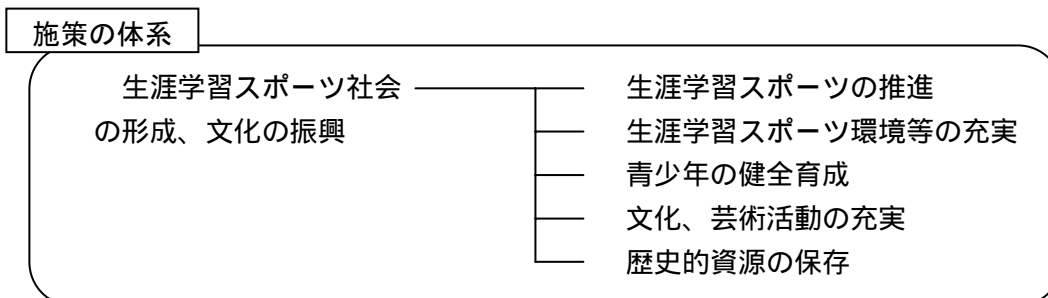 施策の体系
生涯学習スポーツ社会
の形成、文化の振興
生涯学習スポーツの推進
生涯学習スポーツ環境等の充実
青少年の健全育成
文化、芸術活動の充実
歴史的資源の保存